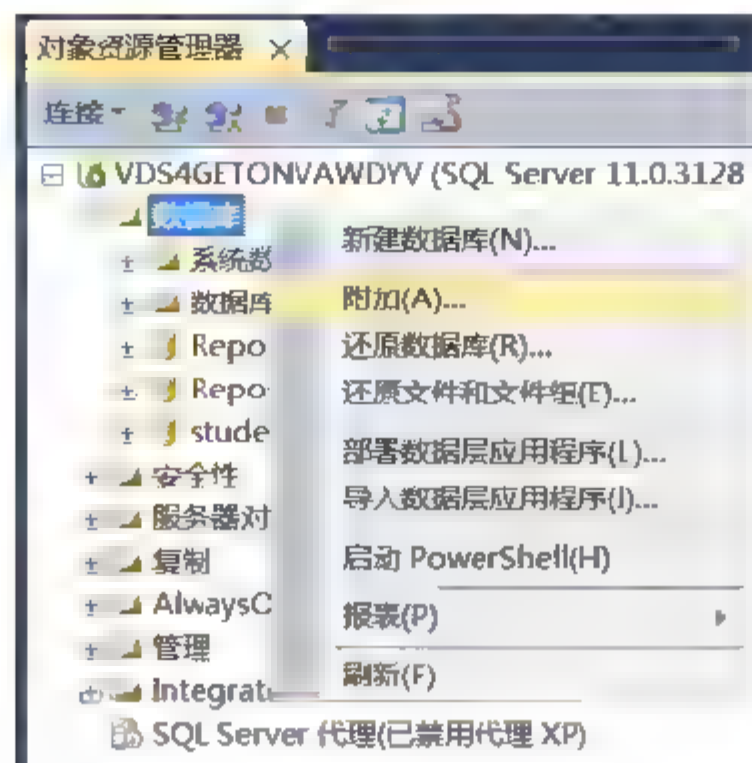 对象资源管理器
连接
VDS4GETONVAWDYV (SQL Server 11.0.3128
系统数
数据库
Repo
Repo
stude
安全性
服务器对
复制
AlwaysC
管理
Integrat
SQL Server 代理(已禁用代理 XP)
新建数据库(N)...
附加(A)...
还原数据库(R)...
还原文件和文件组(E)...
部署数据层应用程序(L)...
导入数据层应用程序(I)...
启动 PowerShell(H)
报表(P)
刷新(F)